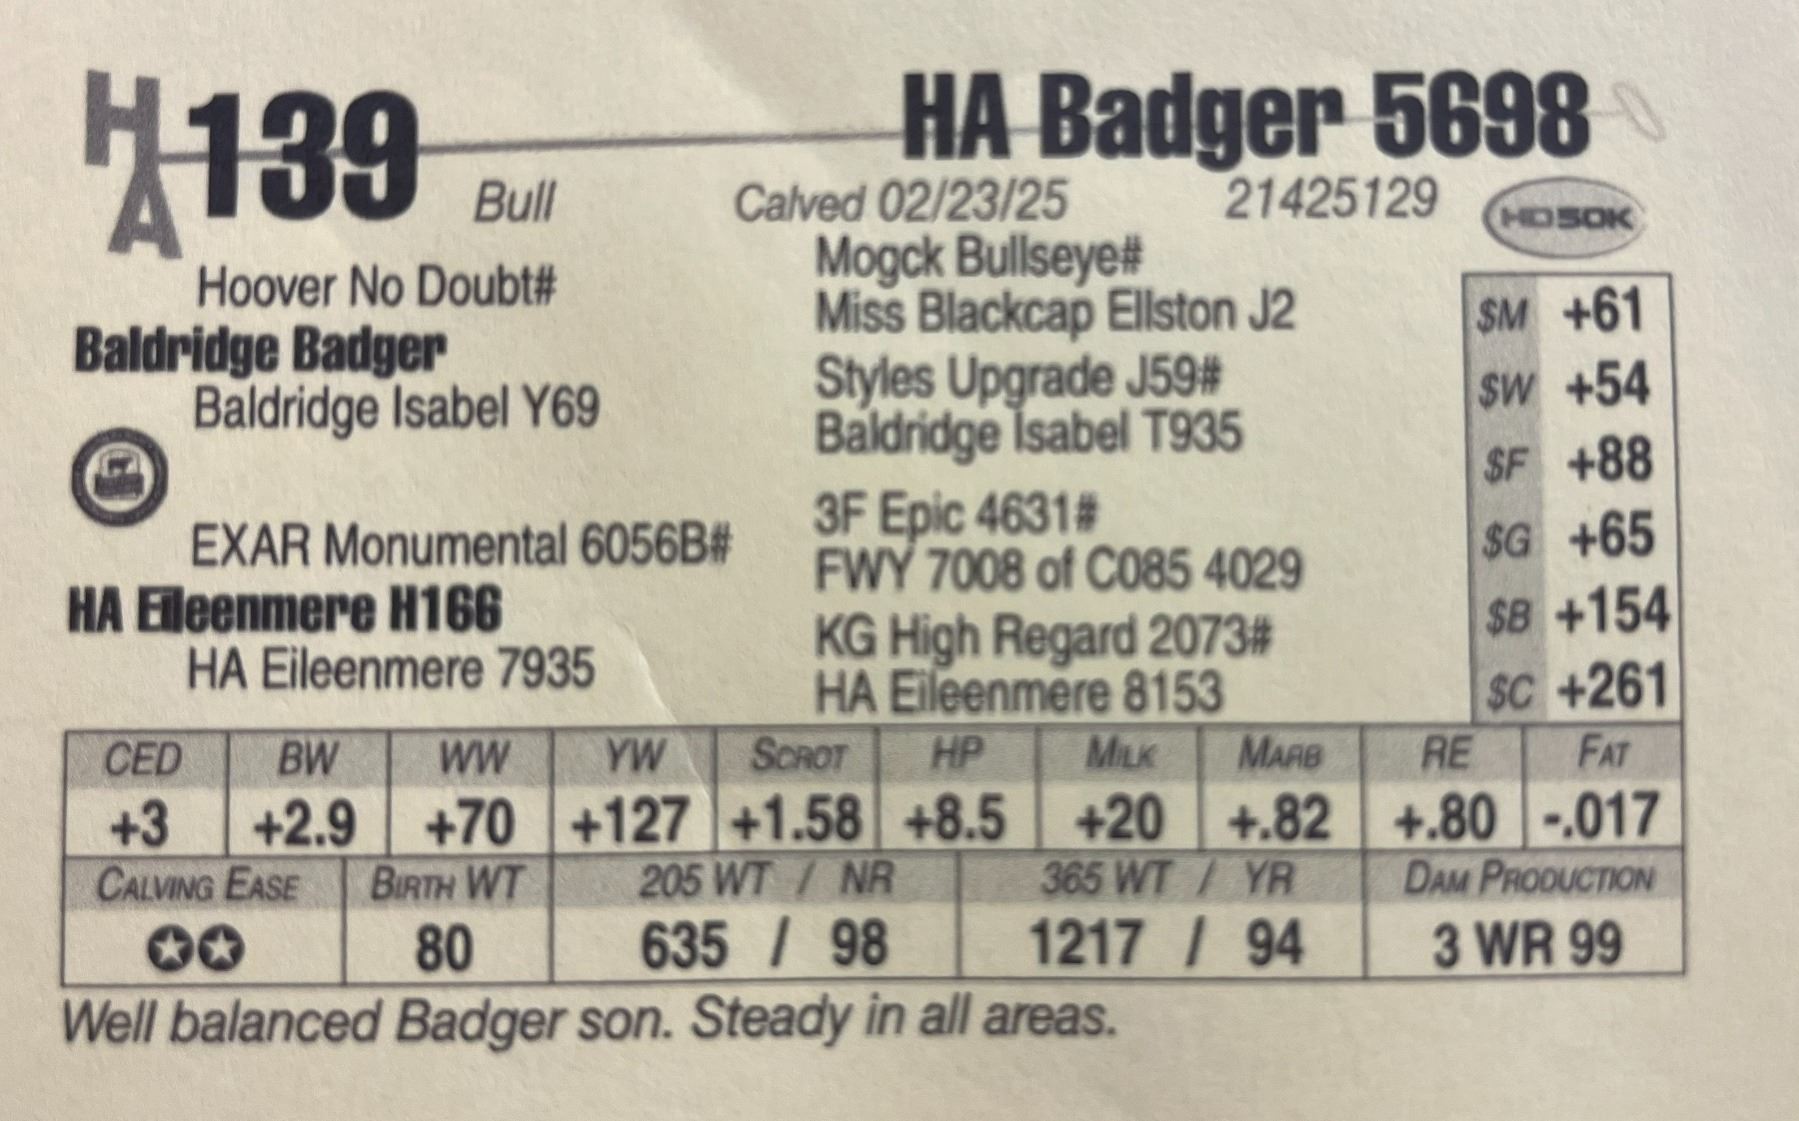 HA 139 HA Badger 5698
Bull Calved 02/23/25 21425129 HD50K
Hoover No Doubt#
Baldridge Badger
Baldridge Isabel Y69
Mogck Bullseye#
Miss Blackcap Ellston J2
Styles Upgrade J59#
Baldridge Isabel T935
EXAR Monumental 6056B#
HA Eileenmere H166
HA Eileenmere 7935
3F Epic 4631#
FWY 7008 of C085 4029
KG High Regard 2073#
HA Eileenmere 8153
$M +61
$W +54
$F +88
$G +65
$B +154
$C +261
CED BW WW YW SCROT HP MILK MARB RE FAT
+3 +2.9 +70 +127 +1.58 +8.5 +20 +.82 +.80 -.017
CALVING EASE BIRTH WT 205 WT / NR 365 WT / YR DAM PRODUCTION
✪✪ 80 635 / 98 1217 / 94 3 WR 99
Well balanced Badger son. Steady in all areas.